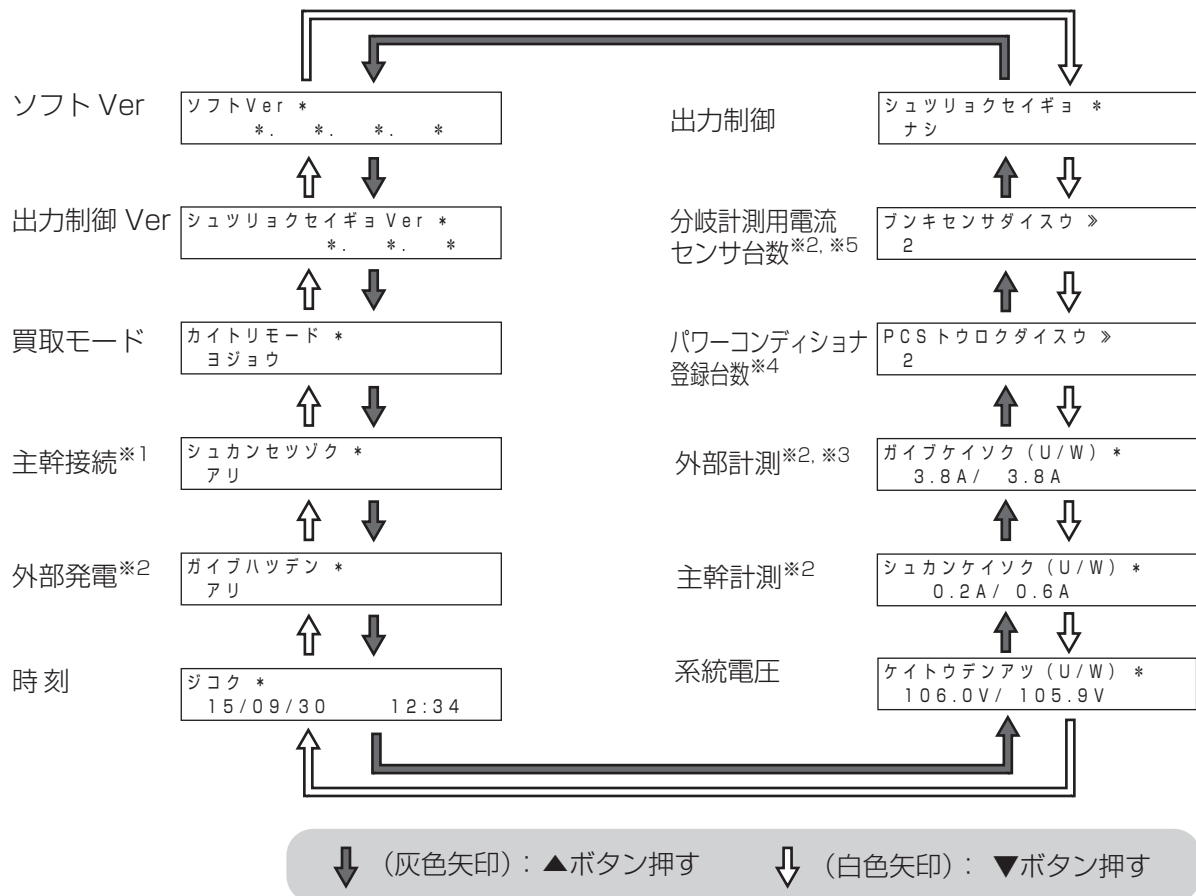 ソフト Ver
ソフトVer *
*. *. *. *
出力制御 Ver
シュツリョクセイギョVer *
*. *. *
買取モード
カイトリモード *
ヨジョウ
主幹接続※1
シュカンセツゾク *
アリ
外部発電※2
ガイブハツデン *
アリ
時刻
ジコク *
15/09/30 12:34
出力制御
シュツリョクセイギョ *
ナシ
分岐計測用電流
センサ台数※2, ※5
ブンキセンサダイスウ »
2
パワーコンディショナ
登録台数※4
PCSトウロクダイスウ »
2
外部計測※2, ※3
ガイブケイソク(U/W) *
3.8A/ 3.8A
主幹計測※2
シュカンケイソク(U/W) *
0.2A/ 0.6A
系統電圧
ケイトウデンアツ(U/W) *
106.0V/ 105.9V
(灰色矢印):▲ボタン押す (白色矢印): ▼ボタン押す